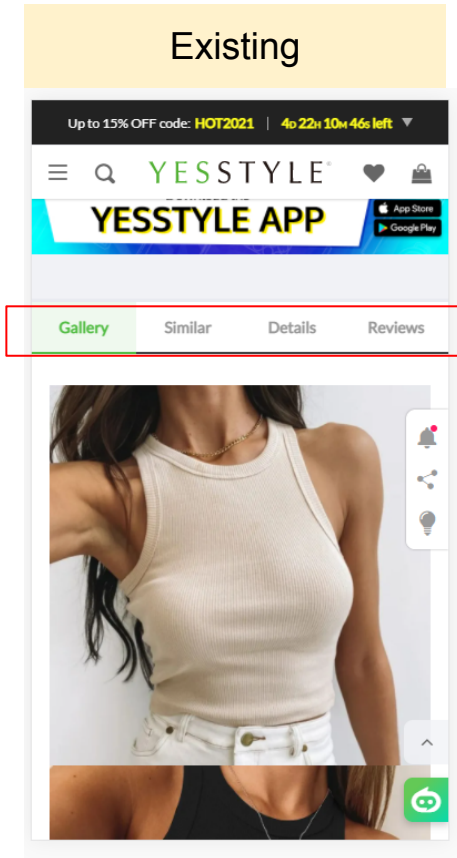 Existing
Up to 15% OFF code: HOT2021 | 4D 22H 10M 46S left
YESSTYLE
YESSTYLE APP
App Store
Google Play
Gallery Similar Details Reviews